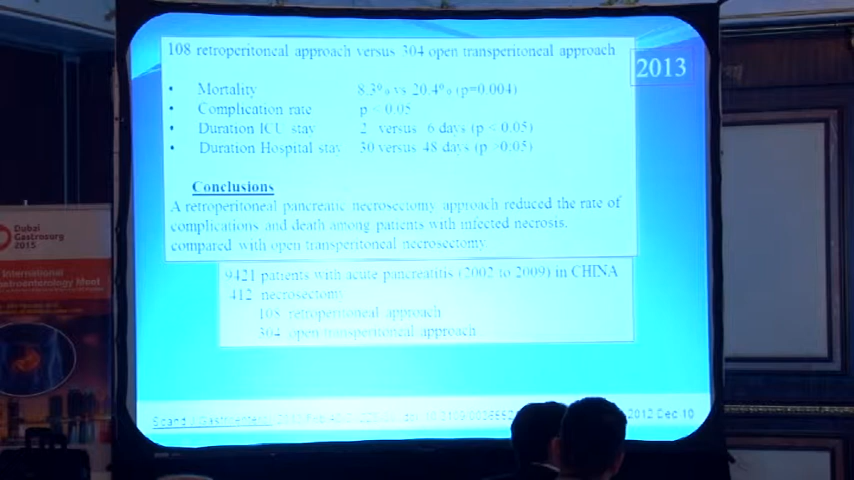 108 retroperitoneal approach versus 304 open transperitoneal approach
2013
• Mortality 8.3% vs 20.4% (p=0.004)
• Complication rate p < 0.05
• Duration ICU stay 2 versus 6 days (p < 0.05)
• Duration Hospital stay 30 versus 48 days (p >0.05)
Conclusions
A retroperitoneal pancreatic necrosectomy approach reduced the rate of
complications and death among patients with infected necrosis,
compared with open transperitoneal necrosectomy.
9421 patients with acute pancreatitis (2002 to 2009) in CHINA
412 necrosectomy
108 retroperitoneal approach
304 open transperitoneal approach
Scand J Gastroenterol. 2012 Dec 10
Dubai
Gastrosurg
2015
International
Gastroenterology Meet